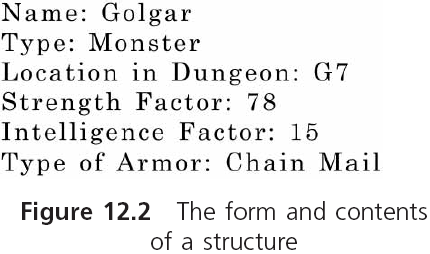 Name: Golgar
Type: Monster
Location in Dungeon: G7
Strength Factor: 78
Intelligence Factor: 15
Type of Armor: Chain Mail
Figure 12.2 The form and contents
of a structure